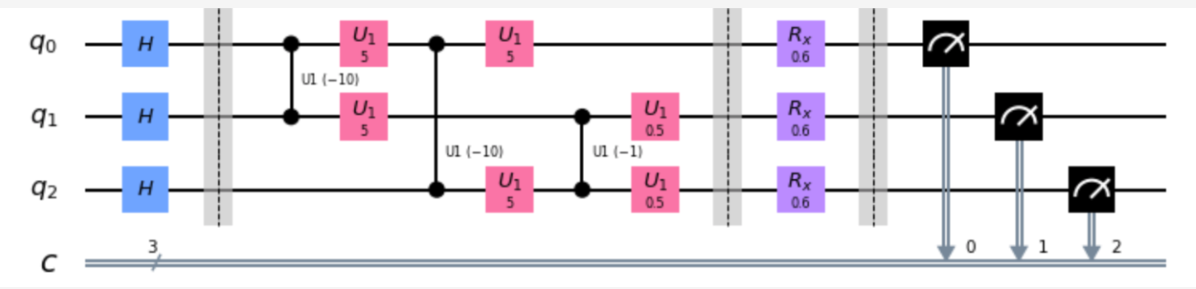 q0 H U1 5 U1 5 Rx 0.6
U1 (−10)
q1 H U1 5 U1 0.5 Rx 0.6
U1 (−10) U1 (−1)
q2 H U1 5 U1 0.5 Rx 0.6
3 0 1 2
c